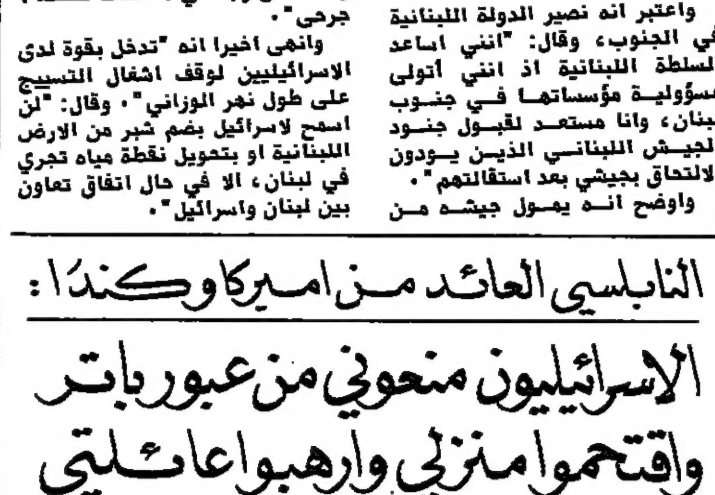 واعتبر انه نصير الدولة اللبنانية
في الجنوب، وقال: "انني اساعد
السلطة اللبنانية اذ انني أتولى
مسؤولية مؤسساتها في جنوب
لبنان، وانا مستعد لقبول جنود
الجيش اللبناني الذين يودون
الالتحاق بجيشي بعد استقالتهم".
واوضح انه يمول جيشه من
جرحى".
وانهى اخيرا انه "تدخل بقوة لدى
الاسرائيليين لوقف اشغال التسييج
على طول نهر الوزاني". وقال: "لن
اسمح لاسرائيل بضم شبر من الارض
اللبنانية او بتحويل نقطة مياه تجري
في لبنان، الا في حال اتفاق تعاون
بين لبنان واسرائيل".
النابلسي العائد من اميركا وكندا:
الاسرائيليون منعوني من عبور باتر
واقتحموا منزلي وارهبوا عائلتي